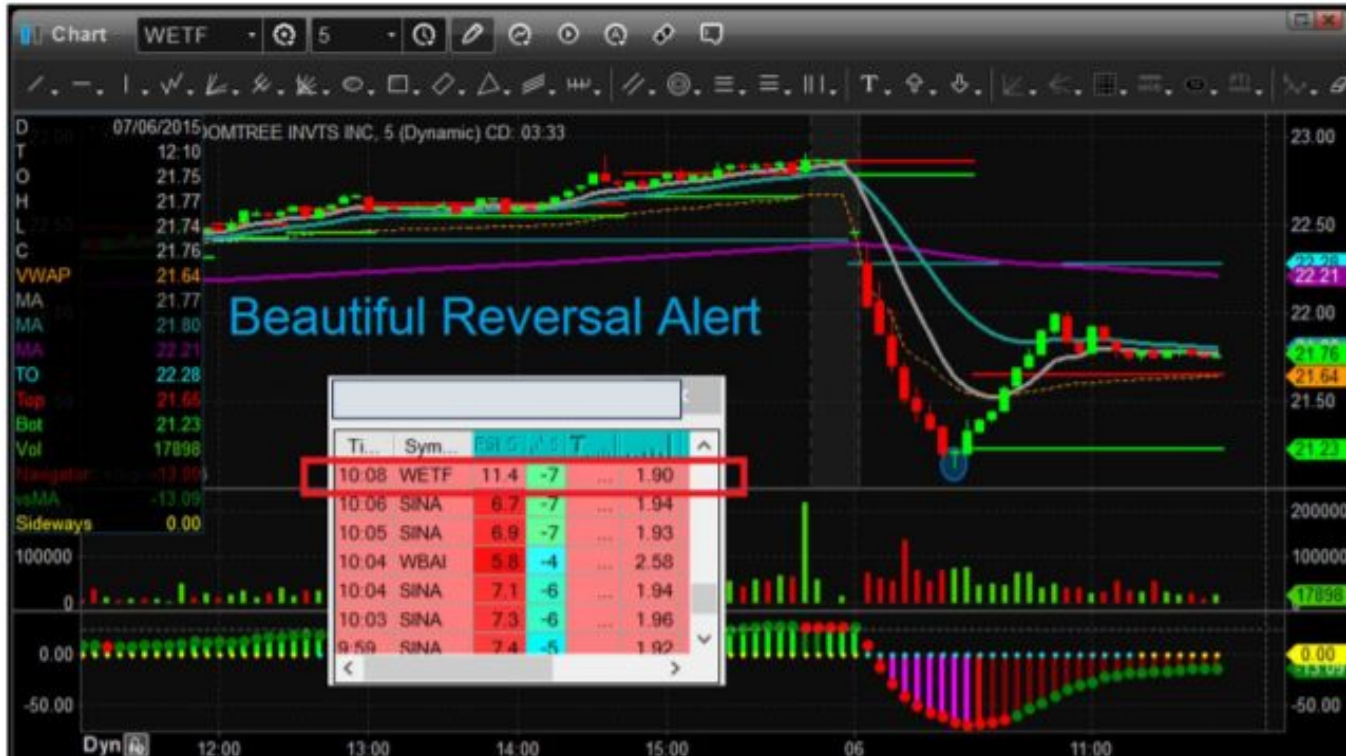 Chart WETF 5
T
D 07/06/2015 OMTREE INVTS INC, 5 (Dynamic) CD: 03:33
T 12:10
O 21.75
H 21.77
L 21.74
C 21.76
VWAP 21.64
MA 21.77
MA 21.80
MA 22.21
TO 22.28
Top 21.65
Bot 21.23
Vol 17898
Navigator
vsMA -13.09
Sideways 0.00
Beautiful Reversal Alert
Ti... Sym... T...
10:08 WETF 11.4 -7 ... 1.90
10:06 SINA 6.7 -7 ... 1.94
10:05 SINA 6.9 -7 ... 1.93
10:04 WBAI 5.8 -4 ... 2.58
10:04 SINA 7.1 -6 ... 1.94
10:03 SINA 7.3 -6 ... 1.96
9:59 SINA 7.4 -5 1.92
23.00
22.50
22.28
22.21
22.00
21.76
21.64
21.50
21.23
200000
100000 100000
0 17898
0.00 0.00
-13.09
-50.00 -50.00
Dyn 12:00 13:00 14:00 15:00 06 11:00